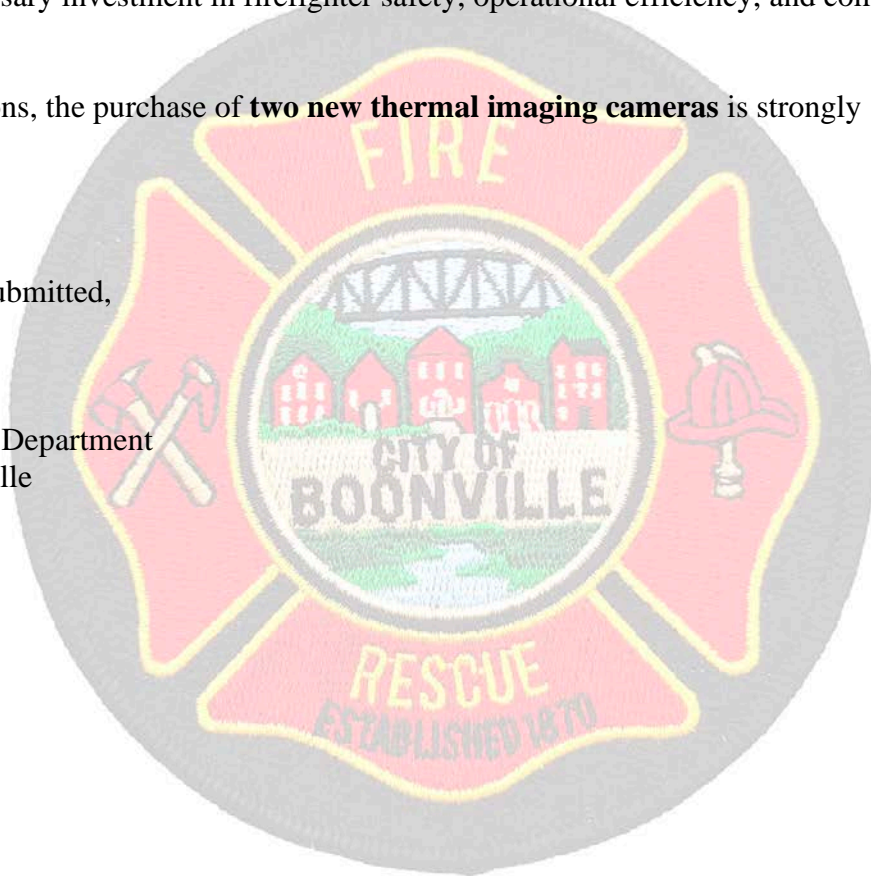 sary investment in firefighter safety, operational efficiency, and con
ons, the purchase of two new thermal imaging cameras is strongly
ubmitted,
Department
lle
FIRE
CITY OF
BOONVILLE
RESCUE
ESTABLISHED 1870